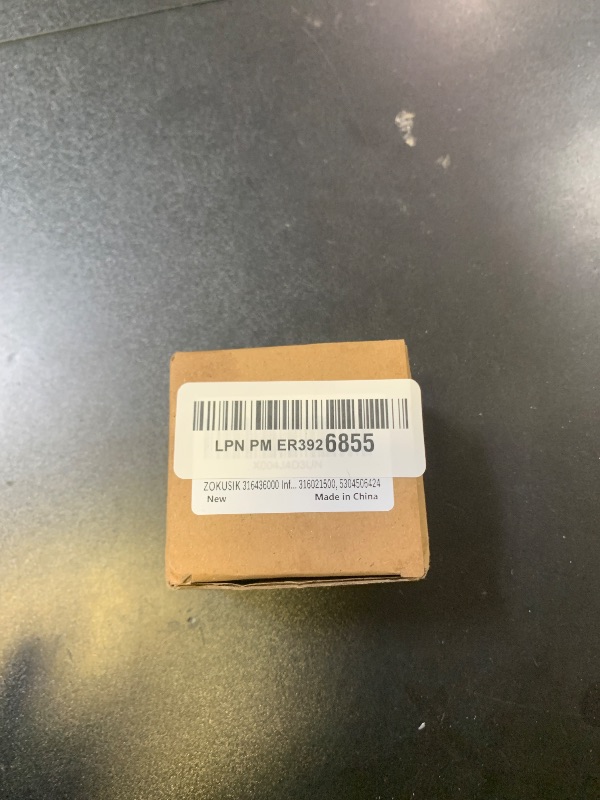 LPN PM ER3926855
ZOKUSIK 316436000 Inf... 316021500, 5304506424
New Made in China